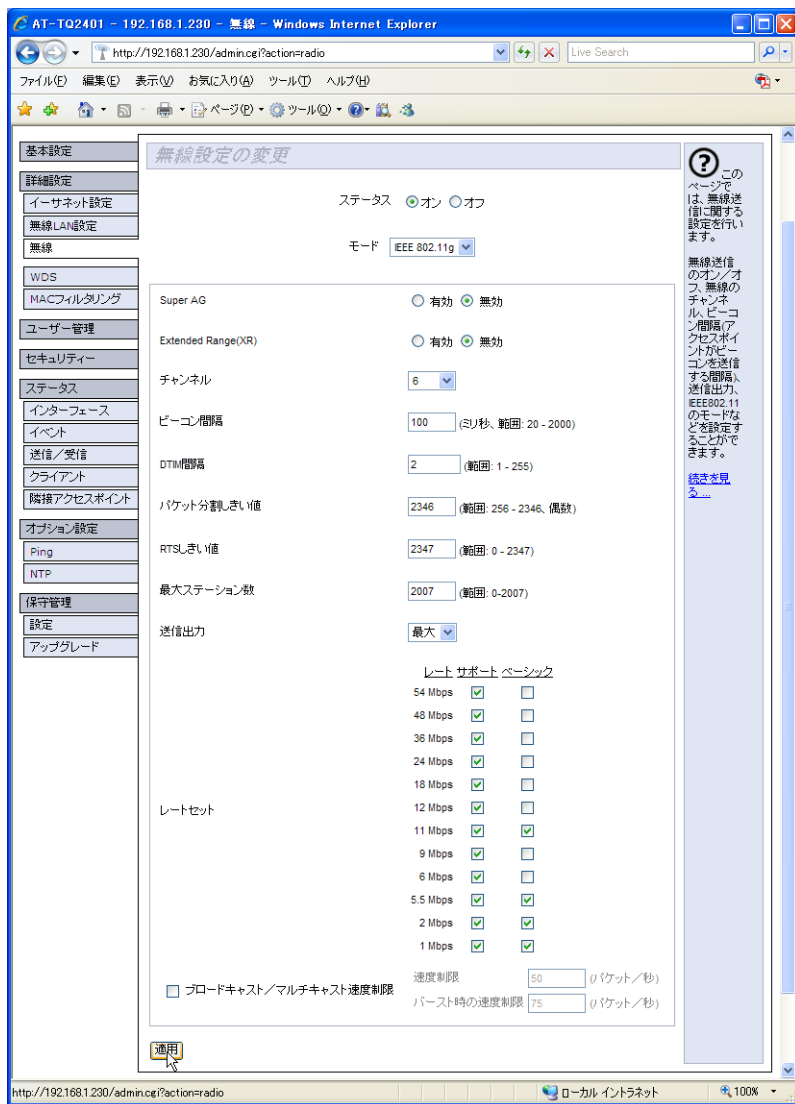 AT-TQ2401 - 192.168.1.230 - 無線 - Windows Internet Explorer
http://192.168.1.230/admin.cgi?action=radio
Live Search
ファイル(F) 編集(E) 表示(V) お気に入り(A) ツール(T) ヘルプ(H)
ページ(P) ツール(O)
基本設定
詳細設定
イーサネット設定
無線LAN設定
無線
WDS
MACフィルタリング
ユーザー管理
セキュリティー
ステータス
インターフェース
イベント
送信／受信
クライアント
隣接アクセスポイント
オプション設定
Ping
NTP
保守管理
設定
アップグレード
無線設定の変更
ステータス オン オフ
モード IEEE 802.11g
Super AG 有効 無効
Extended Range(XR) 有効 無効
チャンネル 6
ビーコン間隔 100 (ミリ秒、範囲: 20 - 2000)
DTIM間隔 2 (範囲: 1 - 255)
パケット分割しきい値 2346 (範囲: 256 - 2346、偶数)
RTSしきい値 2347 (範囲: 0 - 2347)
最大ステーション数 2007 (範囲: 0-2007)
送信出力 最大
レート サポート ベーシック
54 Mbps
48 Mbps
36 Mbps
24 Mbps
18 Mbps
レートセット 12 Mbps
11 Mbps
9 Mbps
6 Mbps
5.5 Mbps
2 Mbps
1 Mbps
ブロードキャスト／マルチキャスト速度制限
速度制限 50 (パケット／秒)
バースト時の速度制限 75 (パケット／秒)
適用
?この
ページで
は、無線送
信に関する
設定を行い
ます。
無線送信
のオン／オ
フ、無線の
チャンネ
ル、ビーコ
ン間隔(ア
クセスポイ
ントがビー
コンを送信
する間隔)、
送信出力、
IEEE802.11
のモードな
どを設定す
ることがで
きます。
続きを見
る ...
http://192.168.1.230/admin.cgi?action=radio
ローカル イントラネット
100%